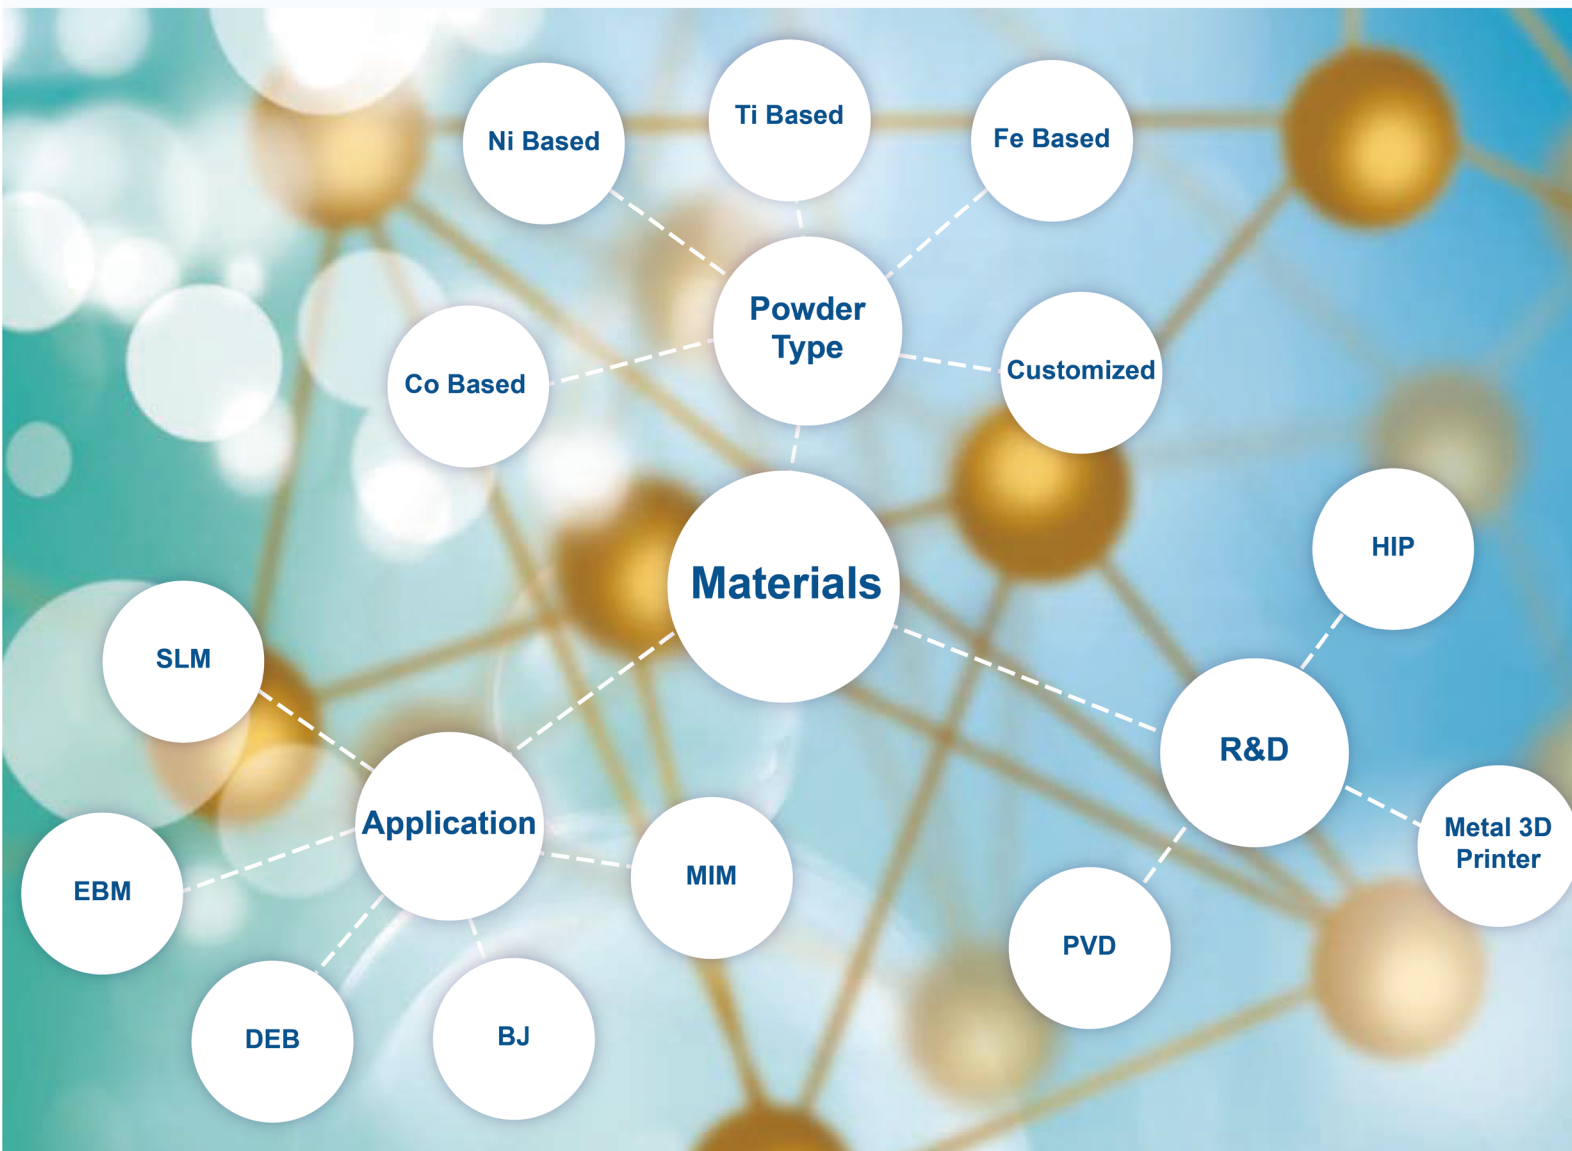 Ti Based
Ni Based
Fe Based
Powder
Type
Customized
Co Based
Materials
HIP
SLM
R&D
Application
Metal 3D
Printer
MIM
EBM
PVD
DEB
BJ